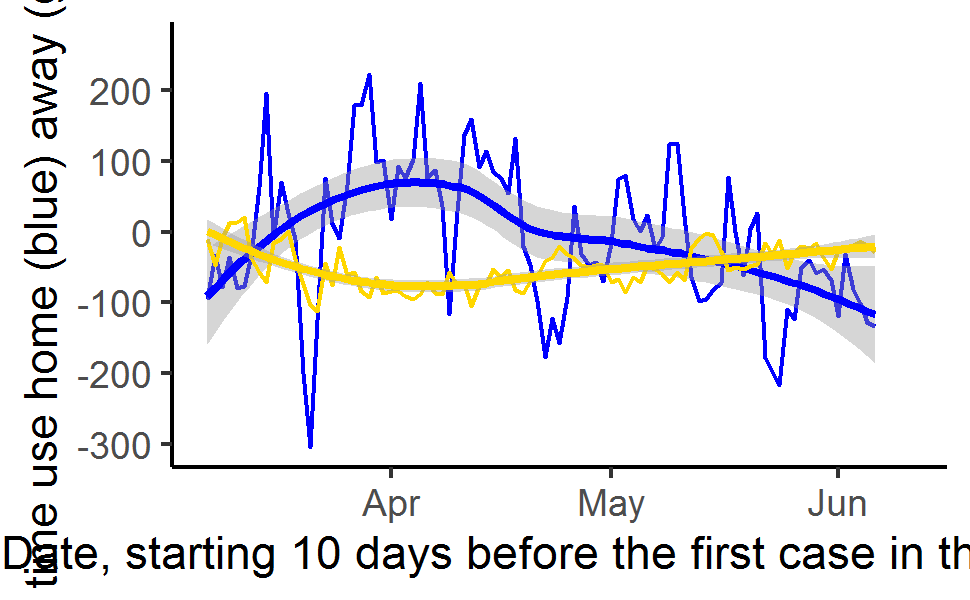 time use home (blue) away (
200
100
0
-100
-200
-300
Apr May Jun
Date, starting 10 days before the first case in th